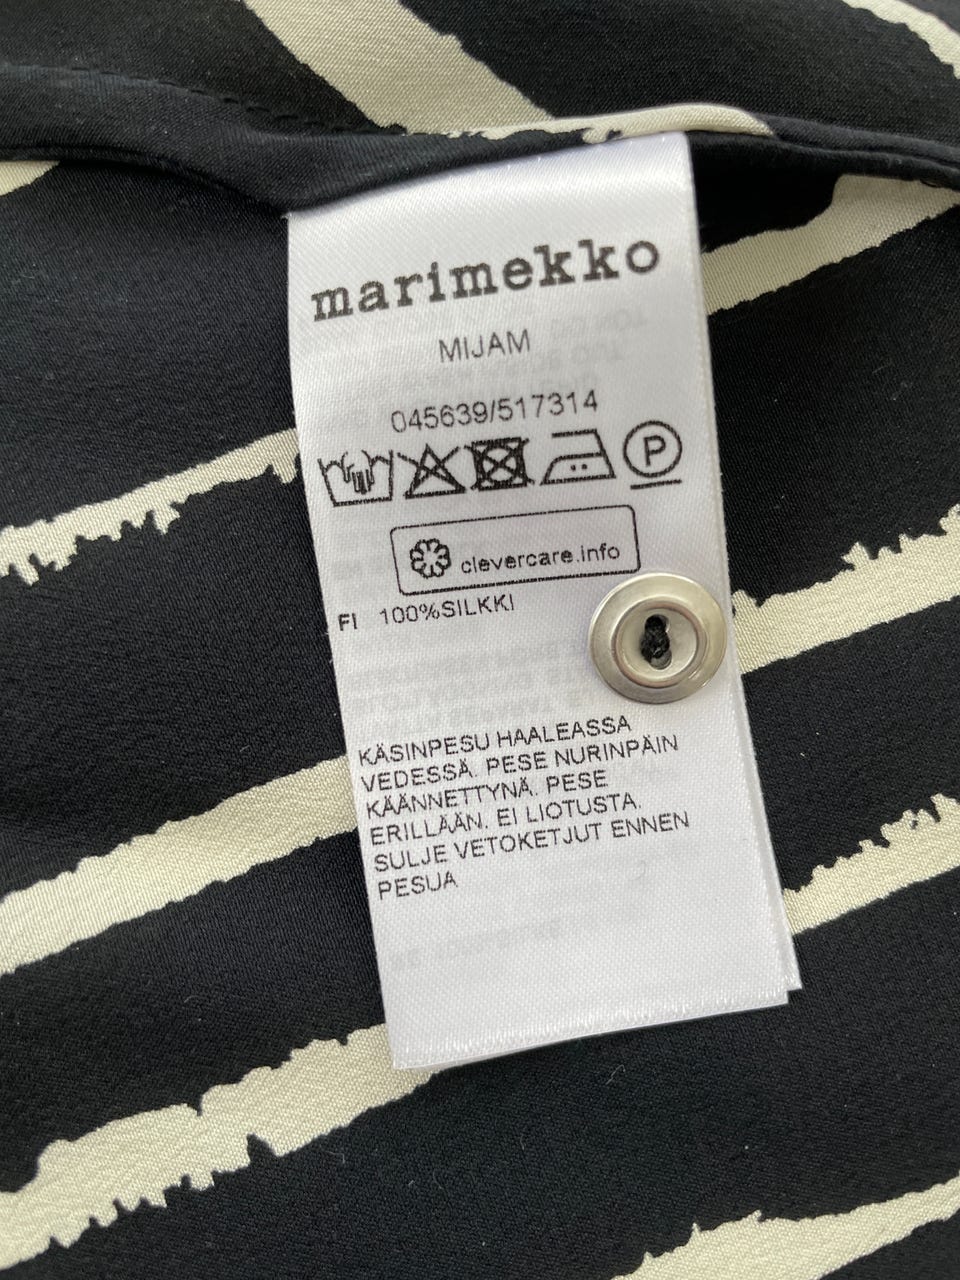 marimekko
MIJAM
045639/517314
P
clevercare.info
FI 100%SILKKI
KÄSINPESU HAALEASSA
VEDESSÄ. PESE NURINPÄIN
KÄÄNNETTYNÄ. PESE
ERILLÄÄN. EI LIOTUSTA.
SULJE VETOKETJUT ENNEN
PESUA